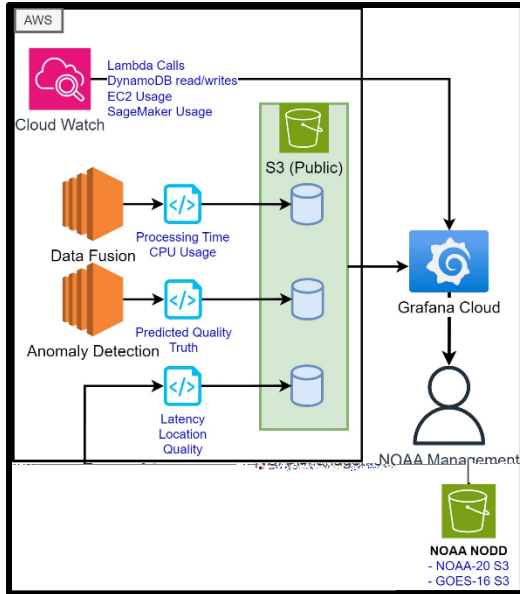 AWS
Lambda Calls
DynamoDB read/writes
EC2 Usage
SageMaker Usage
Cloud Watch
S3 (Public)
Processing Time
CPU Usage
Data Fusion
Grafana Cloud
Predicted Quality
Truth
Anomaly Detection
Latency
Location
Quality
NOAA Management
NOAA NODD
- NOAA-20 S3
- GOES-16 S3